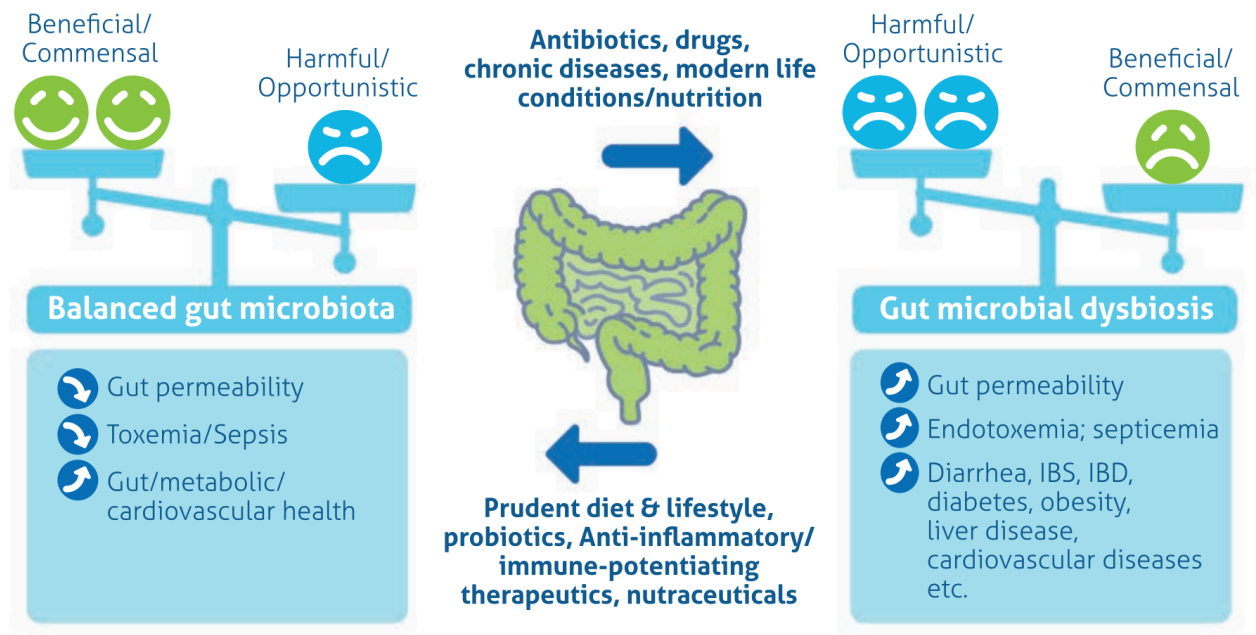 Beneficial/
Commensal
Harmful/
Opportunistic
Balanced gut microbiota
Gut permeability
Toxemia/Sepsis
Gut/metabolic/
cardiovascular health
Antibiotics, drugs,
chronic diseases, modern life
conditions/nutrition
Prudent diet & lifestyle,
probiotics, Anti-inflammatory/
immune-potentiating
therapeutics, nutraceuticals
Harmful/
Opportunistic
Beneficial/
Commensal
Gut microbial dysbiosis
Gut permeability
Endotoxemia; septicemia
Diarrhea, IBS, IBD,
diabetes, obesity,
liver disease,
cardiovascular diseases
etc.